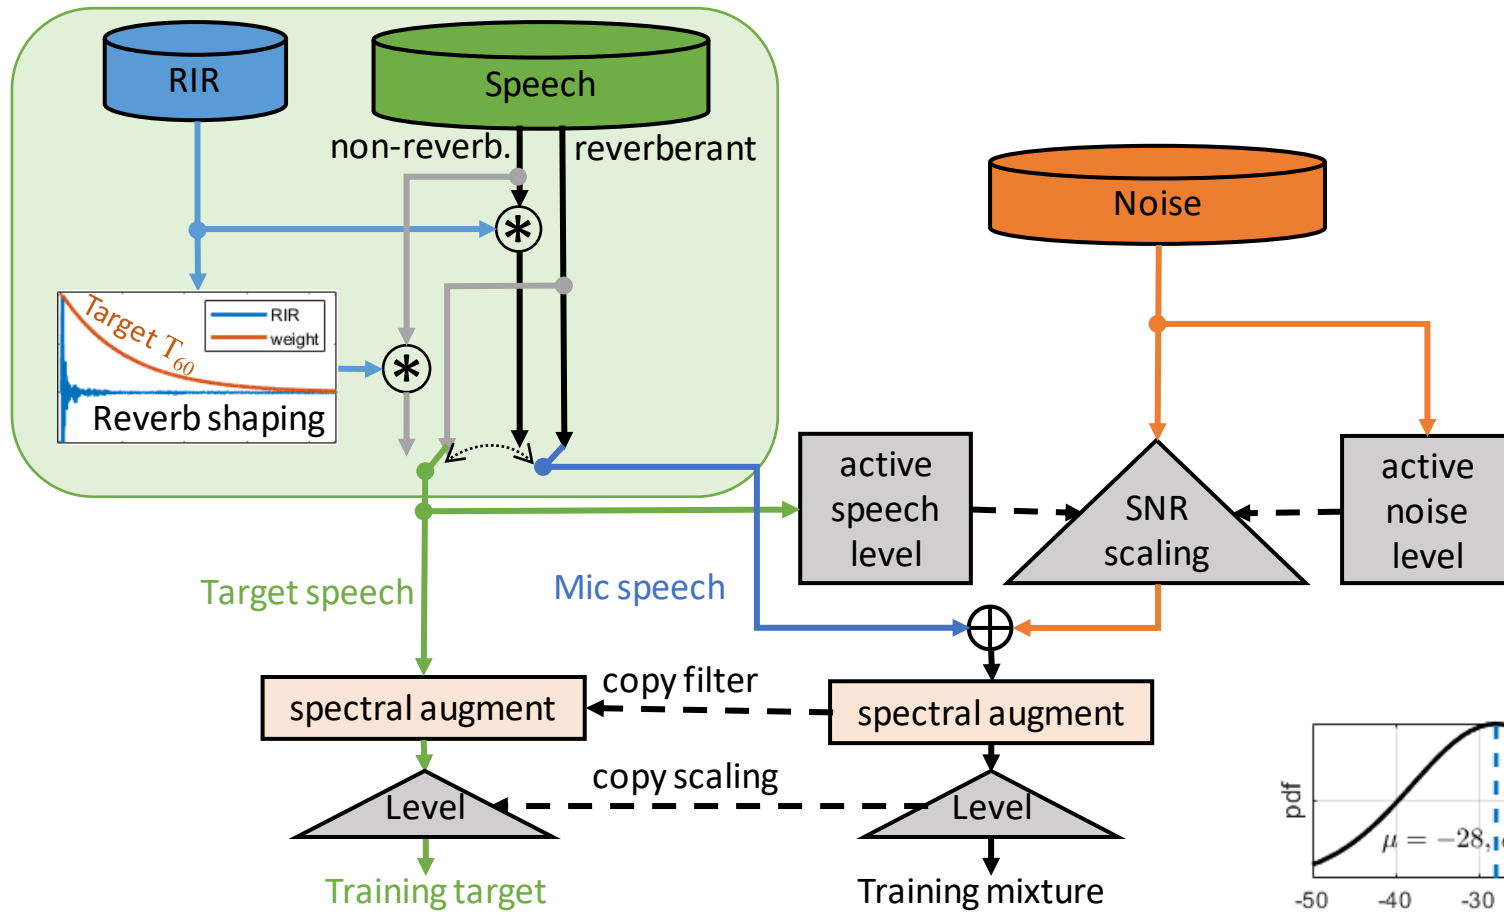 RIR
Speech
non-reverb.
reverberant
Noise
*
*
Target T60
RIR
weight
Reverb shaping
active
speech
level
SNR
scaling
active
noise
level
Target speech
Mic speech
spectral augment
copy filter
spectral augment
Level
copy scaling
Level
Training target
Training mixture
pdf
μ = −28,
-50
-40
-30